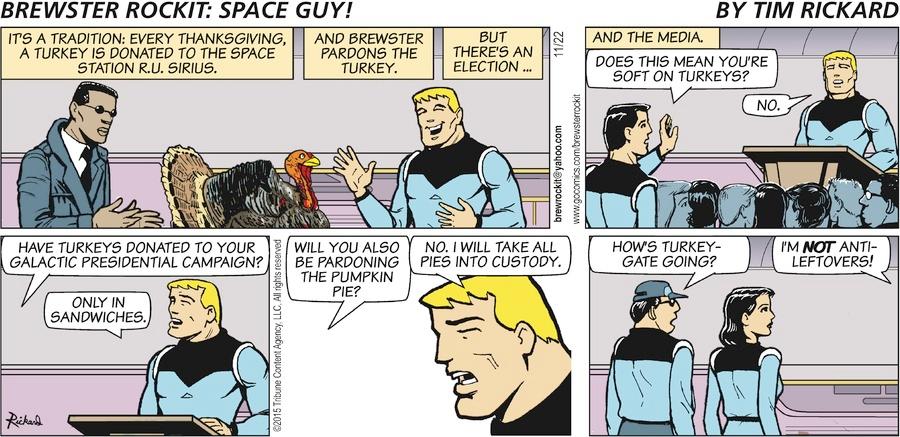 BREWSTER ROCKIT: SPACE GUY!
BY TIM RICKARD
IT'S A TRADITION: EVERY THANKSGIVING,
A TURKEY IS DONATED TO THE SPACE
STATION R.U. SIRIUS.
AND BREWSTER
PARDONS THE
TURKEY.
BUT
THERE'S AN
ELECTION ...
11/22
brewrockit@yahoo.com
www.gocomics.com/brewsterrockit
AND THE MEDIA.
DOES THIS MEAN YOU'RE
SOFT ON TURKEYS?
NO.
HAVE TURKEYS DONATED TO YOUR
GALACTIC PRESIDENTIAL CAMPAIGN?
ONLY IN
SANDWICHES.
Rickard
©2015 Tribune Content Agency, LLC. All rights reserved
WILL YOU ALSO
BE PARDONING
THE PUMPKIN
PIE?
NO. I WILL TAKE ALL
PIES INTO CUSTODY.
HOW'S TURKEY-
GATE GOING?
I'M NOT ANTI-
LEFTOVERS!